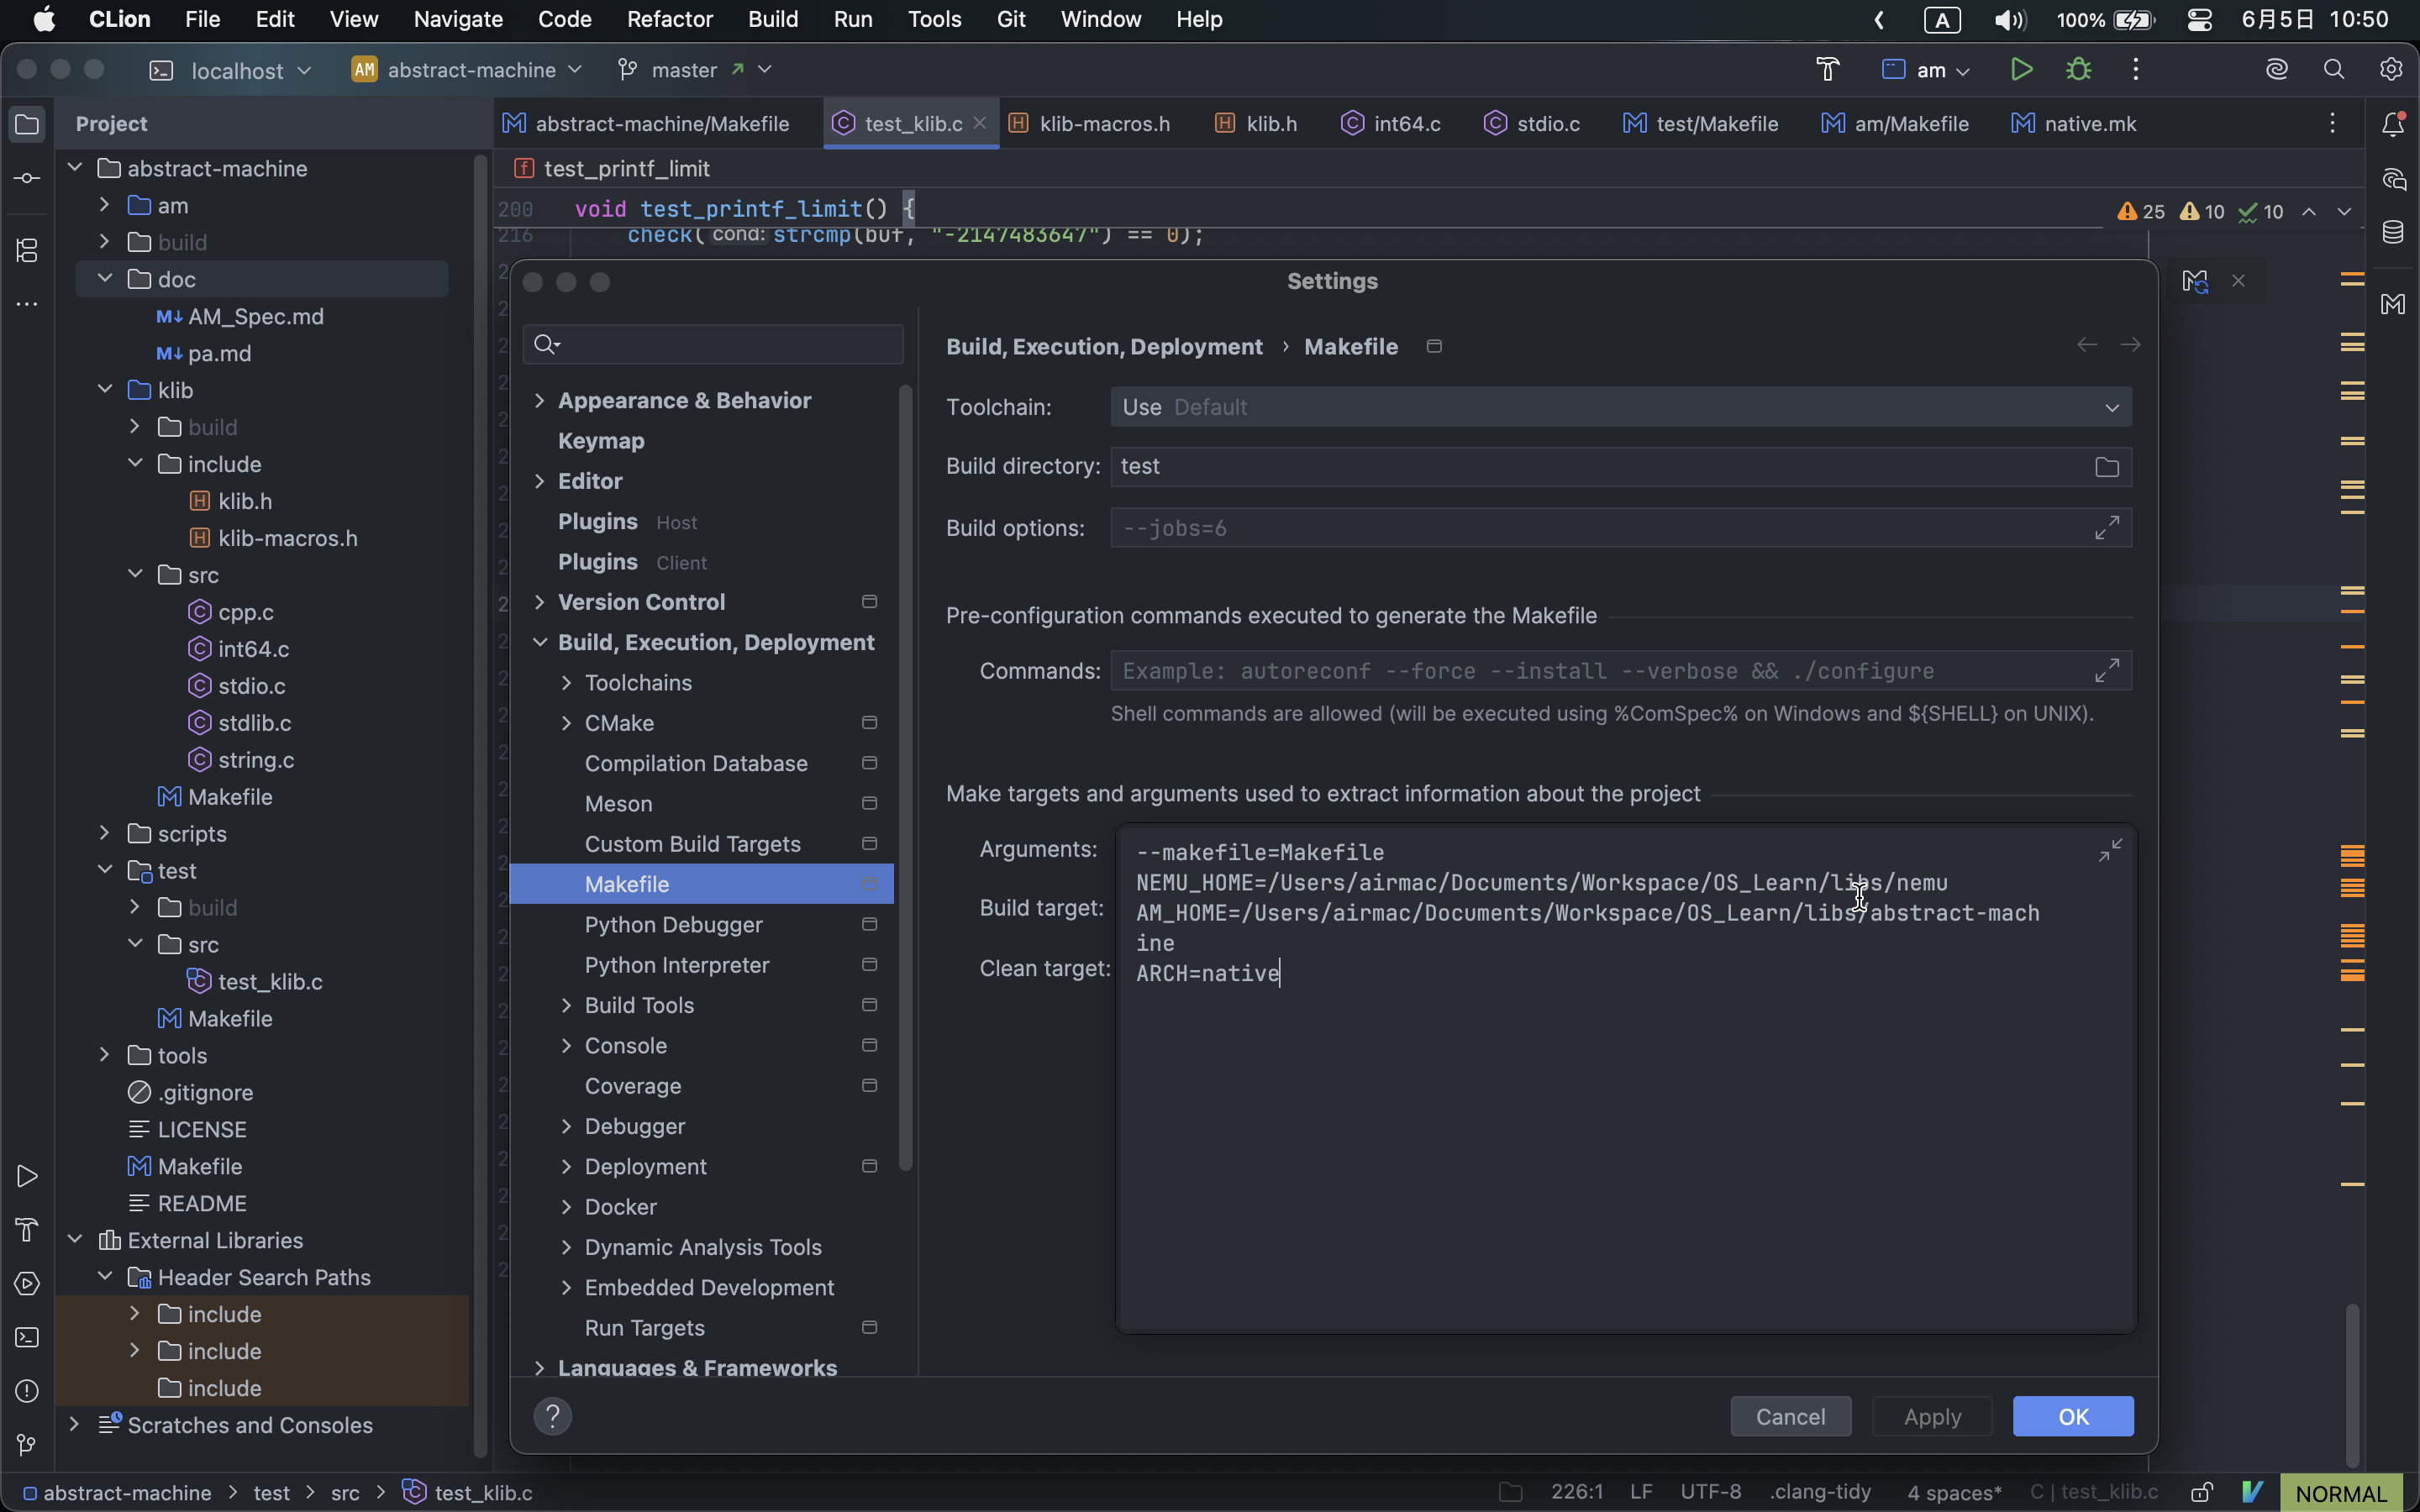 CLion File Edit View Navigate Code Refactor Build Run Tools Git Window Help A 100% 6月5日 10:50
localhost AM abstract-machine master am
Project
abstract-machine/Makefile test_klib.c klib-macros.h klib.h int64.c stdio.c test/Makefile am/Makefile native.mk
test_printf_limit
200 void test_printf_limit() {
25 10 10
216 check( cond: strcmp(buf, "-2147483647") == 0);
abstract-machine
am
build
doc
AM_Spec.md
pa.md
klib
build
include
klib.h
klib-macros.h
src
cpp.c
int64.c
stdio.c
stdlib.c
string.c
Makefile
scripts
test
build
src
test_klib.c
Makefile
tools
.gitignore
LICENSE
Makefile
README
External Libraries
Header Search Paths
include
include
include
Scratches and Consoles
Settings
Appearance & Behavior
Keymap
Editor
Plugins Host
Plugins Client
Version Control
Build, Execution, Deployment
Toolchains
CMake
Compilation Database
Meson
Custom Build Targets
Makefile
Python Debugger
Python Interpreter
Build Tools
Console
Coverage
Debugger
Deployment
Docker
Dynamic Analysis Tools
Embedded Development
Run Targets
Languages & Frameworks
Build, Execution, Deployment › Makefile
Toolchain: Use Default
Build directory: test
Build options: --jobs=6
Pre-configuration commands executed to generate the Makefile
Commands: Example: autoreconf --force --install --verbose && ./configure
Shell commands are allowed (will be executed using %ComSpec% on Windows and ${SHELL} on UNIX).
Make targets and arguments used to extract information about the project
Arguments:
Build target:
Clean target:
--makefile=Makefile
NEMU_HOME=/Users/airmac/Documents/Workspace/OS_Learn/libs/nemu
AM_HOME=/Users/airmac/Documents/Workspace/OS_Learn/libs/abstract-mach
ine
ARCH=native
? Cancel Apply OK
abstract-machine > test > src > test_klib.c 226:1 LF UTF-8 .clang-tidy 4 spaces* C | test_klib.c NORMAL